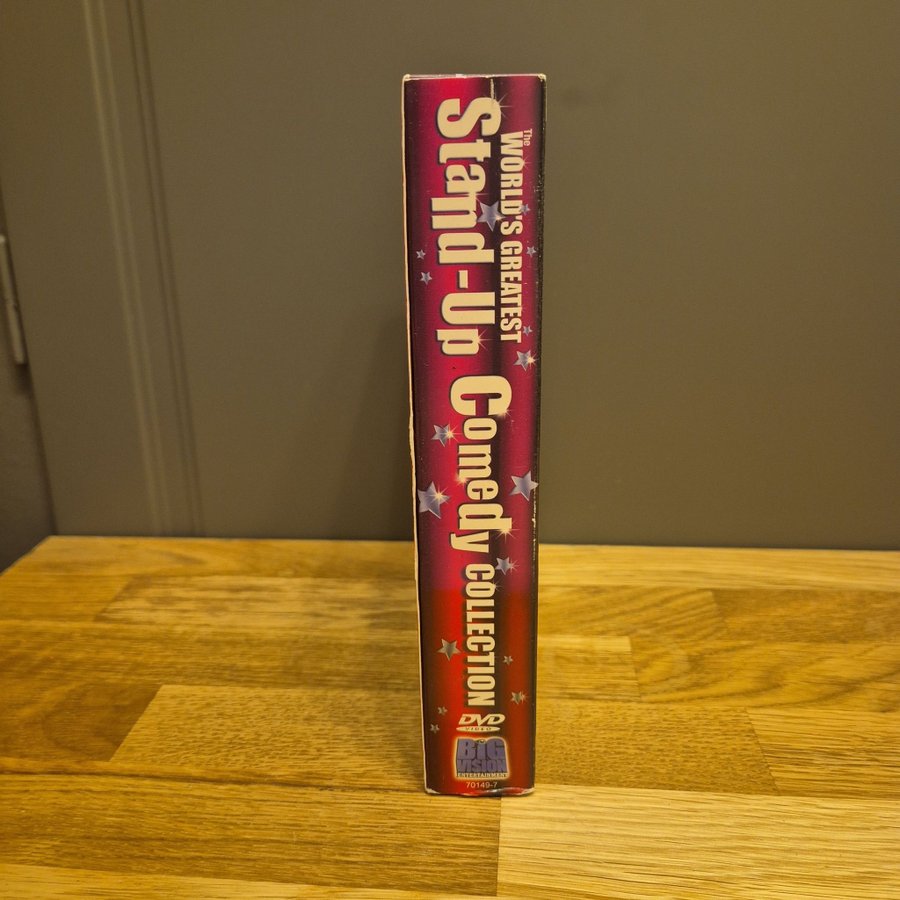 The
WORLD'S GREATEST
Stand-Up Comedy COLLECTION
DVD
VIDEO
BiG
VISION
ENTERTAINMENT
70149-7